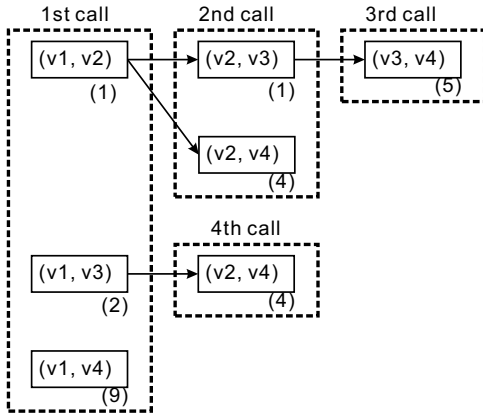 1st call
2nd call
3rd call
(v1, v2)
(1)
(v2, v3)
(1)
(v3, v4)
(5)
(v2, v4)
(4)
4th call
(v1, v3)
(2)
(v2, v4)
(4)
(v1, v4)
(9)